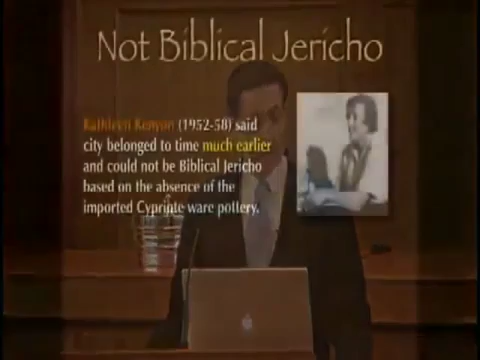 Not Biblical Jericho
Kathleen Kenyon (1952-58) said
city belonged to time much earlier
and could not be Biblical Jericho
based on the absence of the
imported Cypriote ware pottery.